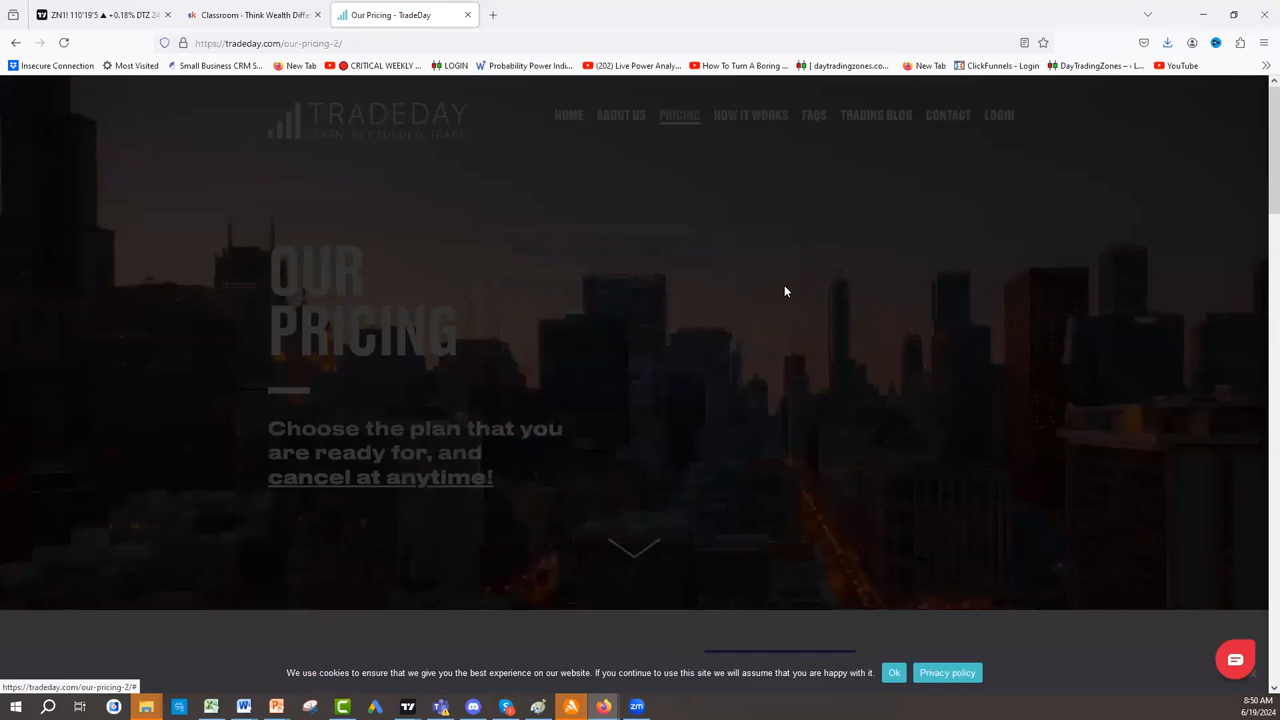 ZN1! 110'19'5 ▲ +0.18% DTZ 24
Classroom - Think Wealth Diffe
Our Pricing - TradeDay
https://tradeday.com/our-pricing-2/
Insecure Connection
Most Visited
Small Business CRM S...
New Tab
CRITICAL WEEKLY ...
LOGIN
Probability Power Indi...
(202) Live Power Analy...
How To Turn A Boring ...
[ daytradingzones.co...
New Tab
ClickFunnels - Login
DayTradingZones – ‹ L...
YouTube
TRADEDAY
LEARN. GET FUNDED. TRADE.
HOME
ABOUT US
PRICING
HOW IT WORKS
FAQS
TRADING BLOG
CONTACT
LOGIN
OUR
PRICING
Choose the plan that you
are ready for, and
cancel at anytime!
We use cookies to ensure that we give you the best experience on our website. If you continue to use this site we will assume that you are happy with it.
Ok
Privacy policy
https://tradeday.com/our-pricing-2/#
8:50 AM
6/19/2024